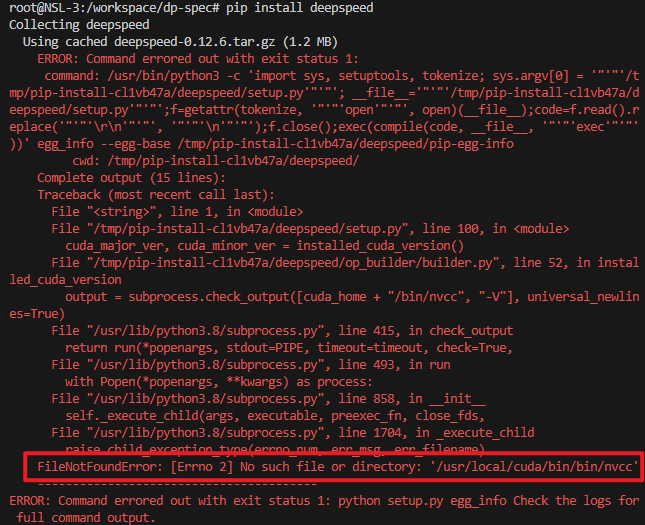 root@NSL-3:/workspace/dp-spec# pip install deepspeed
Collecting deepspeed
  Using cached deepspeed-0.12.6.tar.gz (1.2 MB)
    ERROR: Command errored out with exit status 1:
     command: /usr/bin/python3 -c 'import sys, setuptools, tokenize; sys.argv[0] = '"'"'/t
mp/pip-install-cl1vb47a/deepspeed/setup.py'"'"'; __file__='"'"'/tmp/pip-install-cl1vb47a/d
eepspeed/setup.py'"'"';f=getattr(tokenize, '"'"'open'"'"', open)(__file__);code=f.read().re
place('"'"'\r\n'"'"', '"'"'\n'"'"');f.close();exec(compile(code, __file__, '"'"'exec'"'"'
))' egg_info --egg-base /tmp/pip-install-cl1vb47a/deepspeed/pip-egg-info
         cwd: /tmp/pip-install-cl1vb47a/deepspeed/
    Complete output (15 lines):
    Traceback (most recent call last):
      File "<string>", line 1, in <module>
      File "/tmp/pip-install-cl1vb47a/deepspeed/setup.py", line 100, in <module>
        cuda_major_ver, cuda_minor_ver = installed_cuda_version()
      File "/tmp/pip-install-cl1vb47a/deepspeed/op_builder/builder.py", line 52, in instal
led_cuda_version
        output = subprocess.check_output([cuda_home + "/bin/nvcc", "-V"], universal_newlin
es=True)
      File "/usr/lib/python3.8/subprocess.py", line 415, in check_output
        return run(*popenargs, stdout=PIPE, timeout=timeout, check=True,
      File "/usr/lib/python3.8/subprocess.py", line 493, in run
        with Popen(*popenargs, **kwargs) as process:
      File "/usr/lib/python3.8/subprocess.py", line 858, in __init__
        self._execute_child(args, executable, preexec_fn, close_fds,
      File "/usr/lib/python3.8/subprocess.py", line 1704, in _execute_child
        raise child_exception_type(errno_num, err_msg, err_filename)
    FileNotFoundError: [Errno 2] No such file or directory: '/usr/local/cuda/bin/bin/nvcc'
    ----------------------------------------
ERROR: Command errored out with exit status 1: python setup.py egg_info Check the logs for
 full command output.